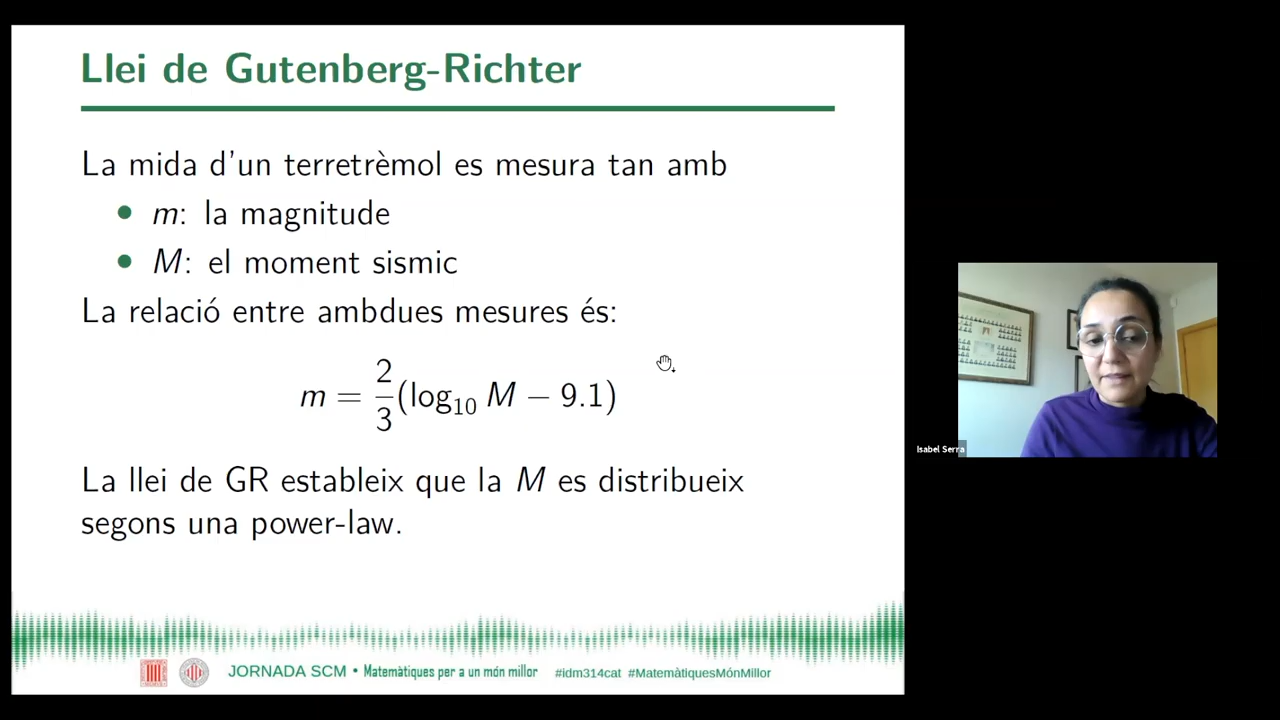 Llei de Gutenberg-Richter
La mida d'un terretrèmol es mesura tan amb
• m: la magnitude
• M: el moment sismic
La relació entre ambdues mesures és:
m = 2/3 (log₁₀ M − 9.1)
La llei de GR estableix que la M es distribueix
segons una power-law.
Isabel Serra
JORNADA SCM • Matemàtiques per a un món millor #idm314cat #MatemàtiquesMónMillor